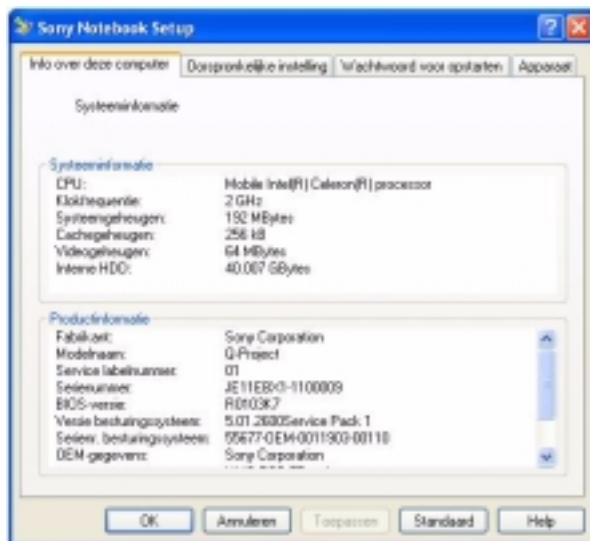 Sony Notebook Setup
Info over deze computer
Oorspronkelijke instelling
Wachtwoord voor opstarten
Apparaat
Systeeminformatie
Systeeminformatie
CPU: Mobile Intel(R) Celeron(R) processor
Klokfrequentie: 2 GHz
Systeemgeheugen: 192 MBytes
Cachegeheugen: 256 kB
Videogeheugen: 64 MBytes
Interne HDD: 40.007 GBytes
Productinformatie
Fabrikant: Sony Corporation
Modelnaam: Q-Project
Service labelnummer: 01
Serienummer:
BIOS-versie: R0103K7
Versie besturingssysteem: 5.01.2600Service Pack 1
Serienr. besturingssysteem: 55677-OEM-0011903-00110
OEM-gegevens: Sony Corporation
OK
Annuleren
Toepassen
Standaard
Help